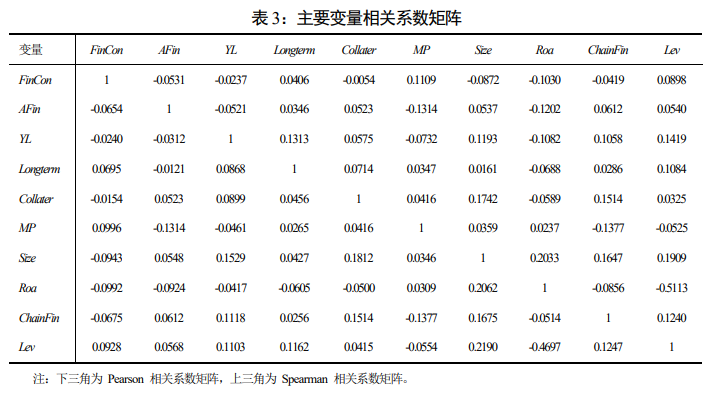 表 3：主要变量相关系数矩阵
变量 FinCon AFin YL Longterm Collater MP Size Roa ChainFin Lev
FinCon 1 -0.0531 -0.0237 0.0406 -0.0054 0.1109 -0.0872 -0.1030 -0.0419 0.0898
AFin -0.0654 1 -0.0521 0.0346 0.0523 -0.1314 0.0537 -0.1202 0.0612 0.0540
YL -0.0240 -0.0312 1 0.1313 0.0575 -0.0732 0.1193 -0.1082 0.1058 0.1419
Longterm 0.0695 -0.0121 0.0868 1 0.0714 0.0347 0.0161 -0.0688 0.0286 0.1084
Collater -0.0154 0.0523 0.0899 0.0456 1 0.0416 0.1742 -0.0589 0.1514 0.0325
MP 0.0996 -0.1314 -0.0461 0.0265 0.0416 1 0.0359 0.0237 -0.1377 -0.0525
Size -0.0943 0.0548 0.1529 0.0427 0.1812 0.0346 1 0.2033 0.1647 0.1909
Roa -0.0992 -0.0924 -0.0417 -0.0605 -0.0500 0.0309 0.2062 1 -0.0856 -0.5113
ChainFin -0.0675 0.0612 0.1118 0.0256 0.1514 -0.1377 0.1675 -0.0514 1 0.1240
Lev 0.0928 0.0568 0.1103 0.1162 0.0415 -0.0554 0.2190 -0.4697 0.1247 1
注：下三角为 Pearson 相关系数矩阵，上三角为 Spearman 相关系数矩阵。